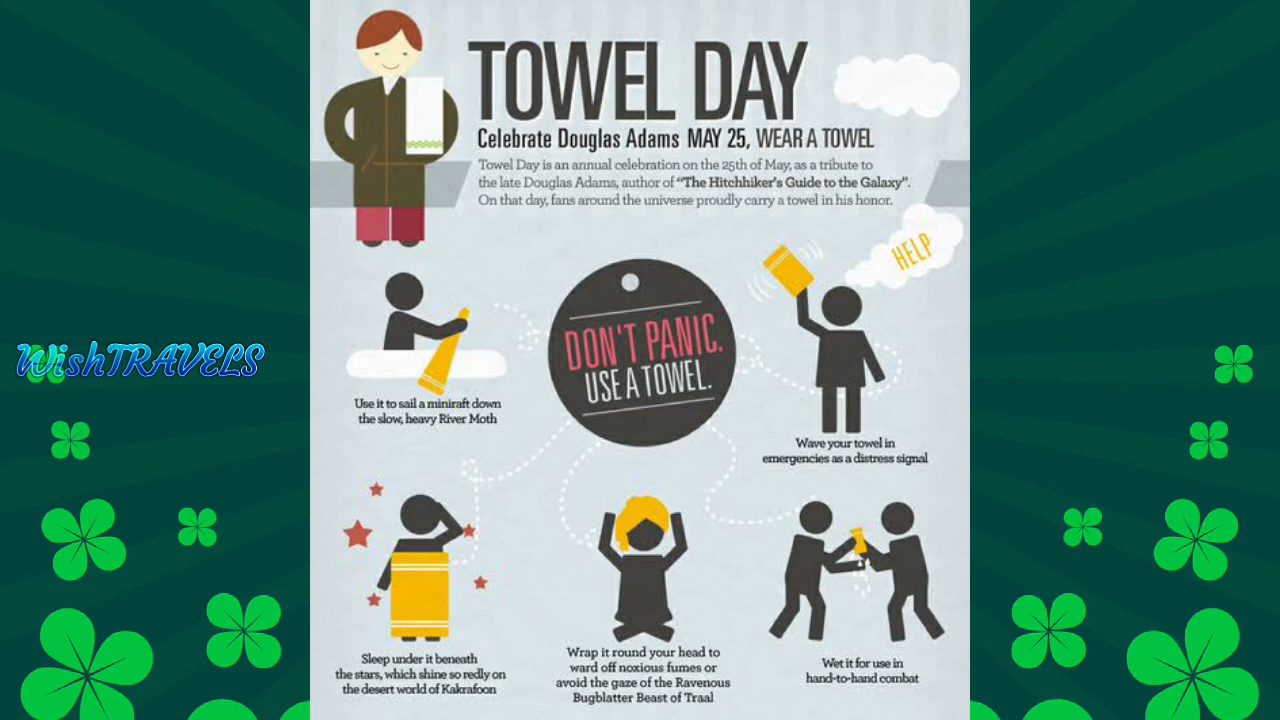 TOWEL DAY
Celebrate Douglas Adams MAY 25, WEAR A TOWEL
Towel Day is an annual celebration on the 25th of May, as a tribute to
the late Douglas Adams, author of “The Hitchhiker's Guide to the Galaxy”.
On that day, fans around the universe proudly carry a towel in his honor.
HELP
DON'T PANIC.
USE A TOWEL.
WishTRAVELS
Use it to sail a miniraft down
the slow, heavy River Moth
Wave your towel in
emergencies as a distress signal
Sleep under it beneath
the stars, which shine so redly on
the desert world of Kakrafoon
Wrap it round your head to
ward off noxious fumes or
avoid the gaze of the Ravenous
Bugblatter Beast of Traal
Wet it for use in
hand-to-hand combat